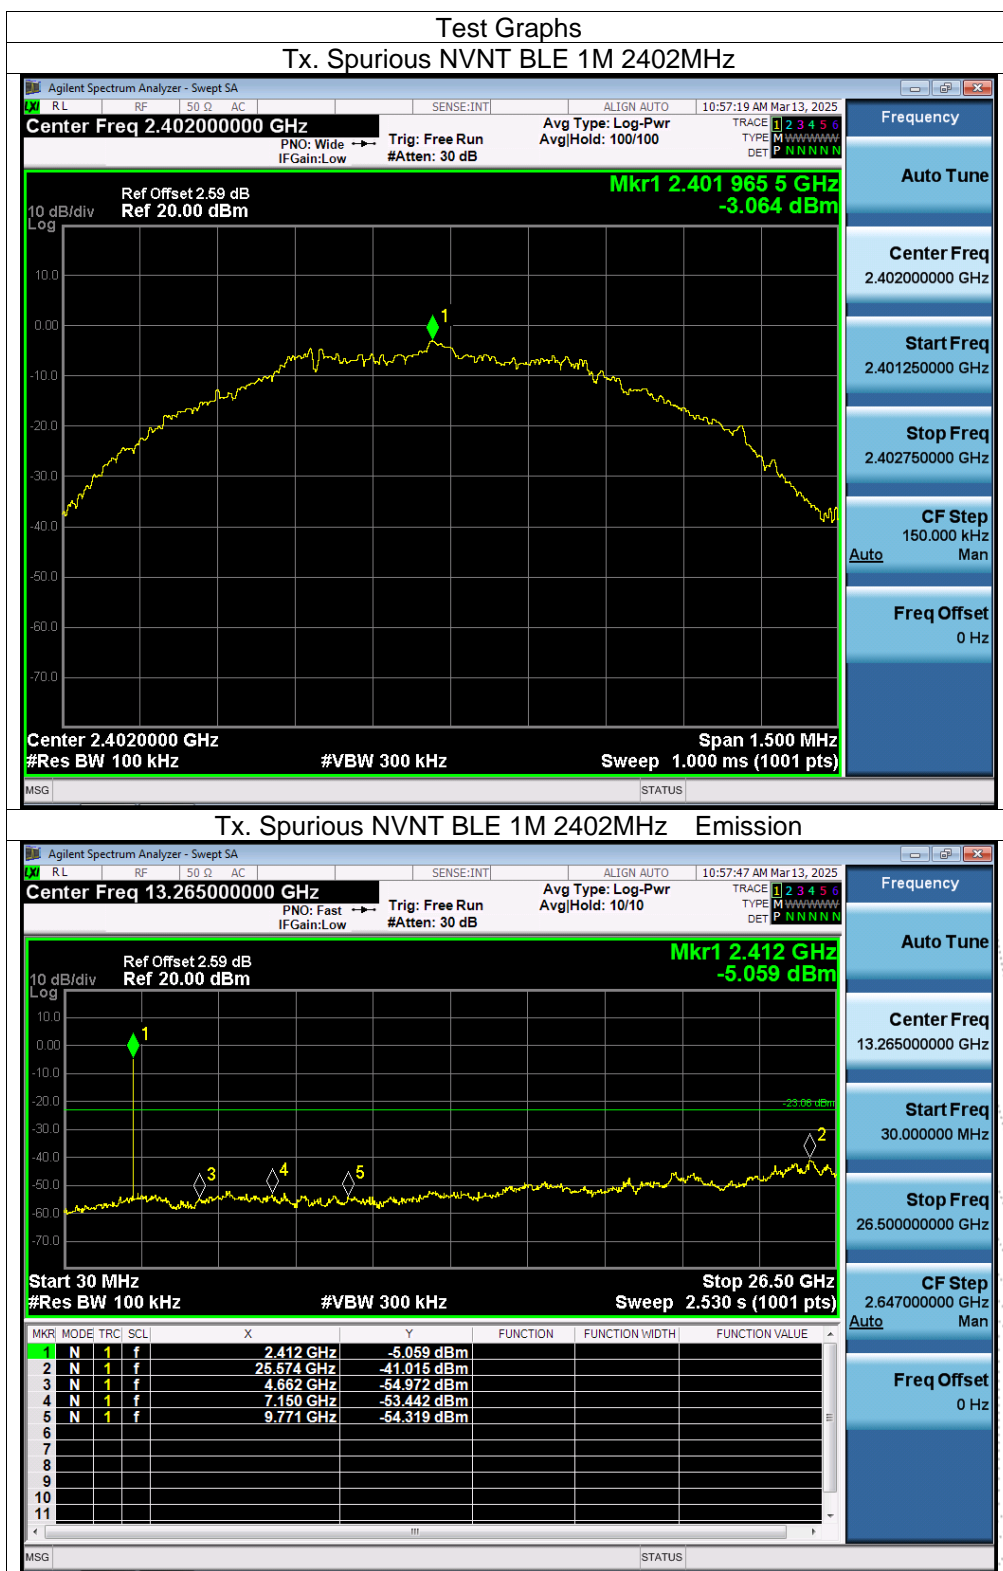 Test Graphs
Tx. Spurious NVNT BLE 1M 2402MHz
Agilent Spectrum Analyzer - Swept SA
LXI RL RF 50 Ω AC SENSE:INT ALIGN AUTO 10:57:19 AM Mar 13, 2025
Center Freq 2.402000000 GHz
PNO: Wide
IFGain:Low
Trig: Free Run
#Atten: 30 dB
Avg Type: Log-Pwr
Avg|Hold: 100/100
TRACE 1 2 3 4 5 6
TYPE M WWWWW
DET P N N N N N
Mkr1 2.401 965 5 GHz
-3.064 dBm
Ref Offset 2.59 dB
10 dB/div Ref 20.00 dBm
Log
10.0
0.00
-10.0
-20.0
-30.0
-40.0
-50.0
-60.0
-70.0
1
Center 2.4020000 GHz Span 1.500 MHz
#Res BW 100 kHz #VBW 300 kHz Sweep 1.000 ms (1001 pts)
MSG STATUS
Frequency
Auto Tune
Center Freq
2.402000000 GHz
Start Freq
2.401250000 GHz
Stop Freq
2.402750000 GHz
CF Step
150.000 kHz
Auto Man
Freq Offset
0 Hz
Tx. Spurious NVNT BLE 1M 2402MHz Emission
Agilent Spectrum Analyzer - Swept SA
LXI RL RF 50 Ω AC SENSE:INT ALIGN AUTO 10:57:47 AM Mar 13, 2025
Center Freq 13.265000000 GHz
PNO: Fast
IFGain:Low
Trig: Free Run
#Atten: 30 dB
Avg Type: Log-Pwr
Avg|Hold: 10/10
TRACE 1 2 3 4 5 6
TYPE M WWWWW
DET P N N N N N
Mkr1 2.412 GHz
-5.059 dBm
Ref Offset 2.59 dB
10 dB/div Ref 20.00 dBm
Log
10.0
0.00
-10.0
-20.0
-30.0
-40.0
-50.0
-60.0
-70.0
1
-23.06 dBm
2
3
4
5
Start 30 MHz Stop 26.50 GHz
#Res BW 100 kHz #VBW 300 kHz Sweep 2.530 s (1001 pts)
MKR MODE TRC SCL X Y FUNCTION FUNCTION WIDTH FUNCTION VALUE
1 N 1 f 2.412 GHz -5.059 dBm
2 N 1 f 25.574 GHz -41.015 dBm
3 N 1 f 4.662 GHz -54.972 dBm
4 N 1 f 7.150 GHz -53.442 dBm
5 N 1 f 9.771 GHz -54.319 dBm
6
7
8
9
10
11
MSG STATUS
Frequency
Auto Tune
Center Freq
13.265000000 GHz
Start Freq
30.000000 MHz
Stop Freq
26.500000000 GHz
CF Step
2.647000000 GHz
Auto Man
Freq Offset
0 Hz